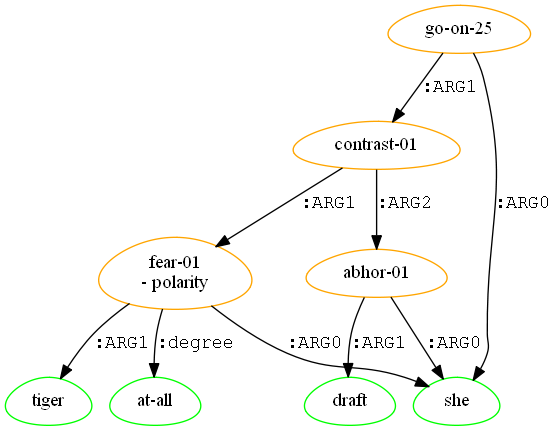 go-on-25
:ARG1
contrast-01
:ARG1
:ARG2
:ARG0
fear-01
- polarity
abhor-01
:ARG1
:degree
:ARG0
:ARG1
:ARG0
tiger
at-all
draft
she